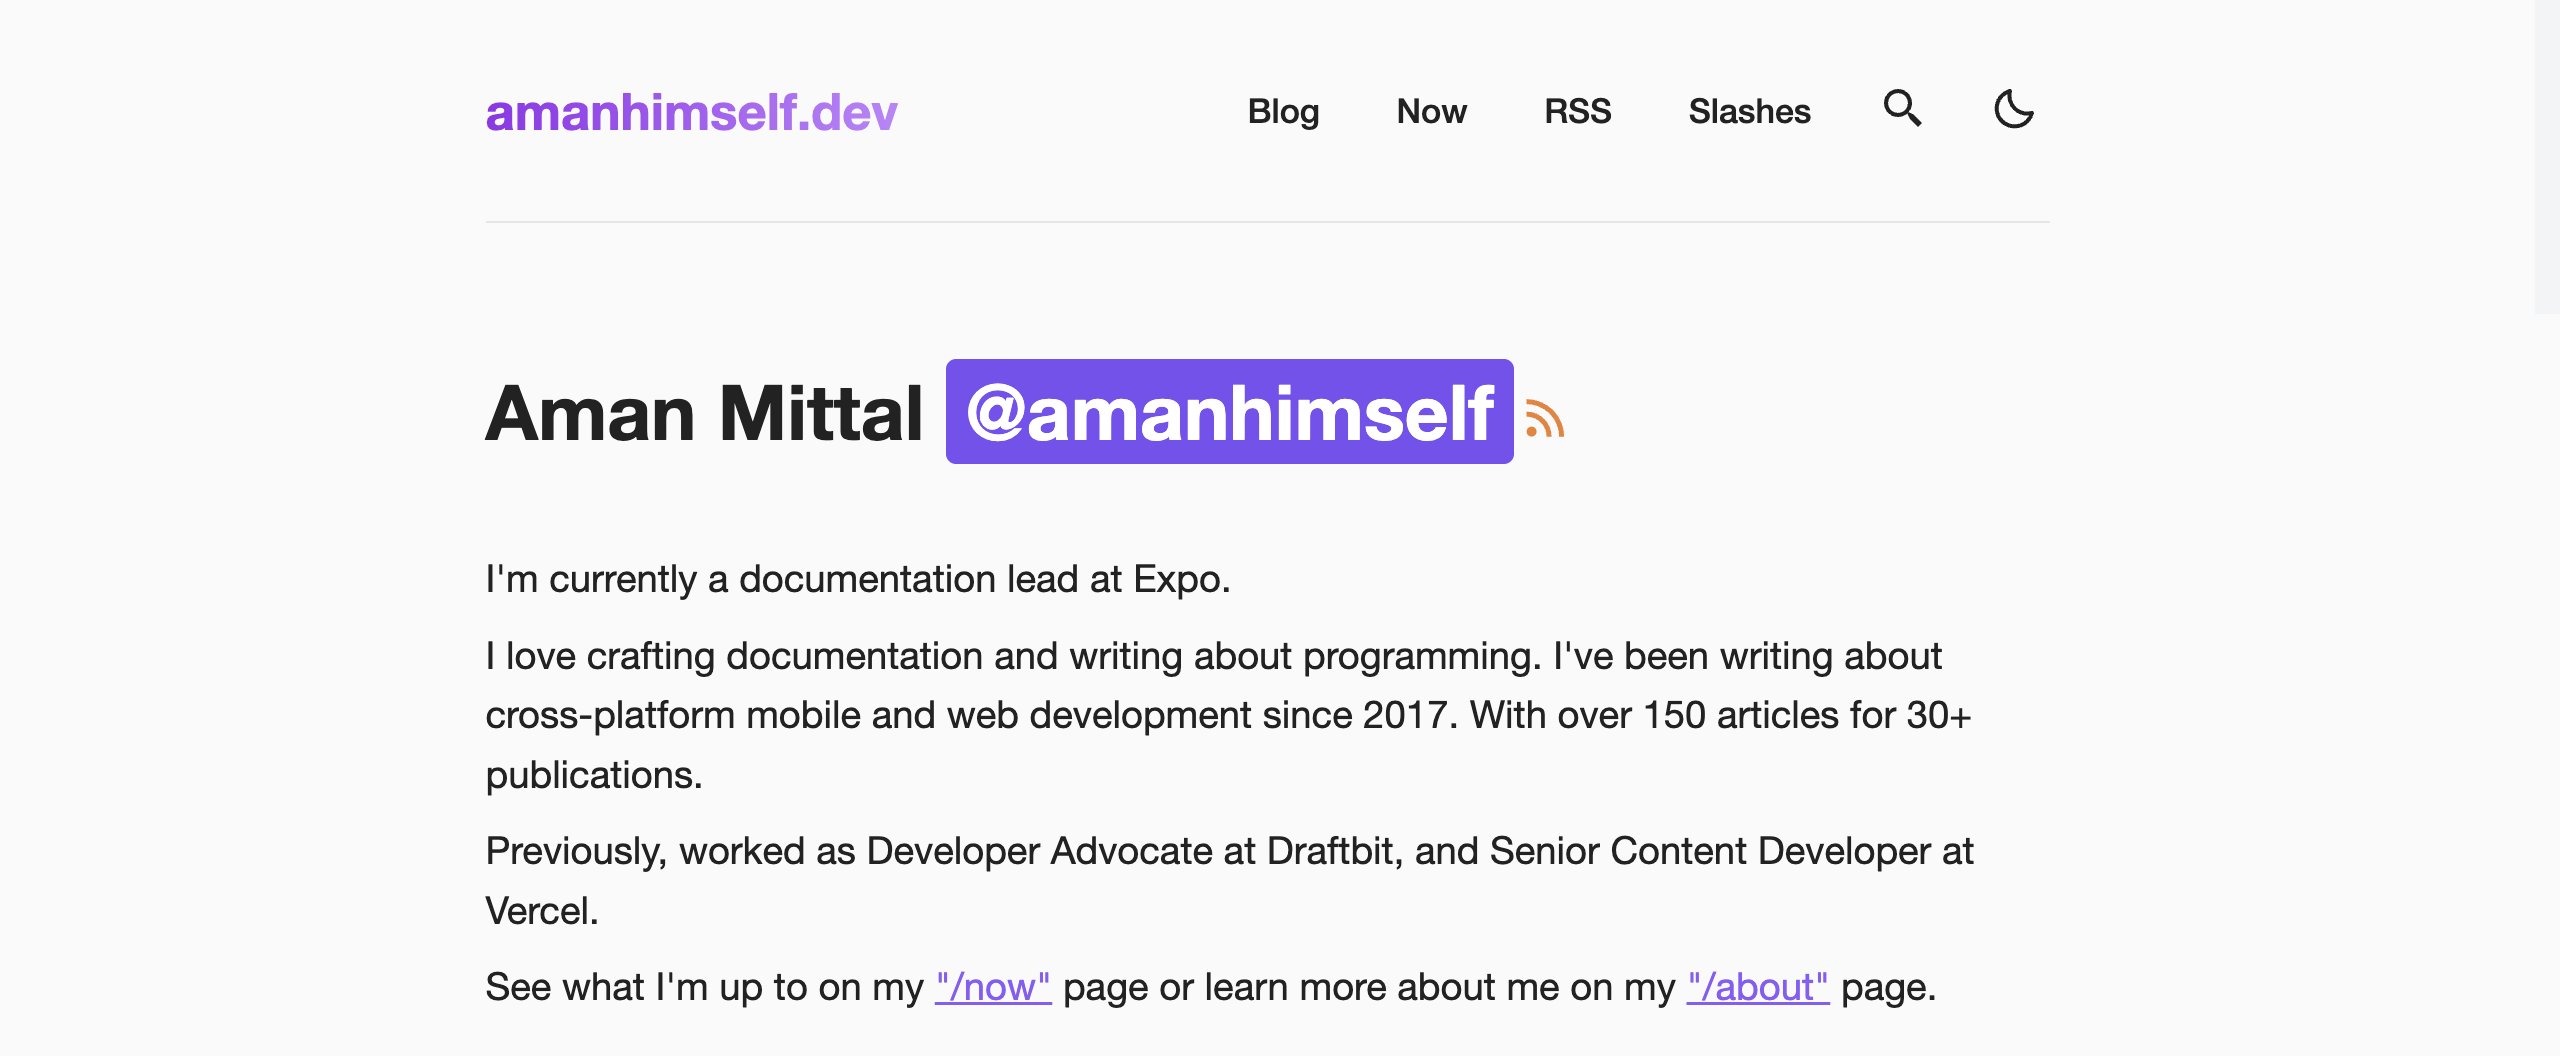 amanhimself.dev
Blog Now RSS Slashes
Aman Mittal @amanhimself
I'm currently a documentation lead at Expo.
I love crafting documentation and writing about programming. I've been writing about
cross-platform mobile and web development since 2017. With over 150 articles for 30+
publications.
Previously, worked as Developer Advocate at Draftbit, and Senior Content Developer at
Vercel.
See what I'm up to on my "/now" page or learn more about me on my "/about" page.